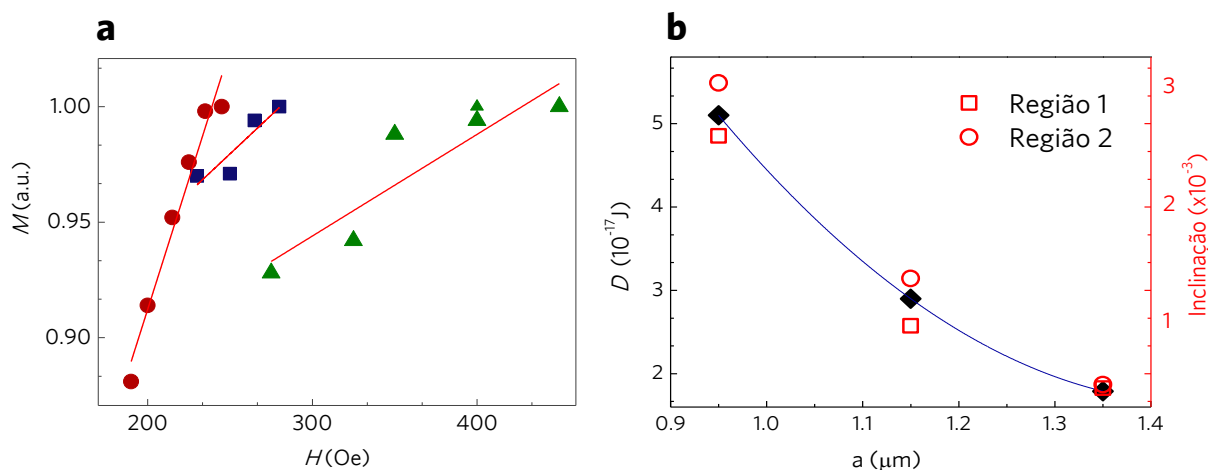 a
1.00
0.95
0.90
M (a.u.)
200
300
400
H (Oe)
b
Região 1
Região 2
5
4
3
2
D (10⁻¹⁷J)
3
2
1
Inclinação (x10⁻³)
0.9
1.0
1.1
1.2
1.3
1.4
a (μm)